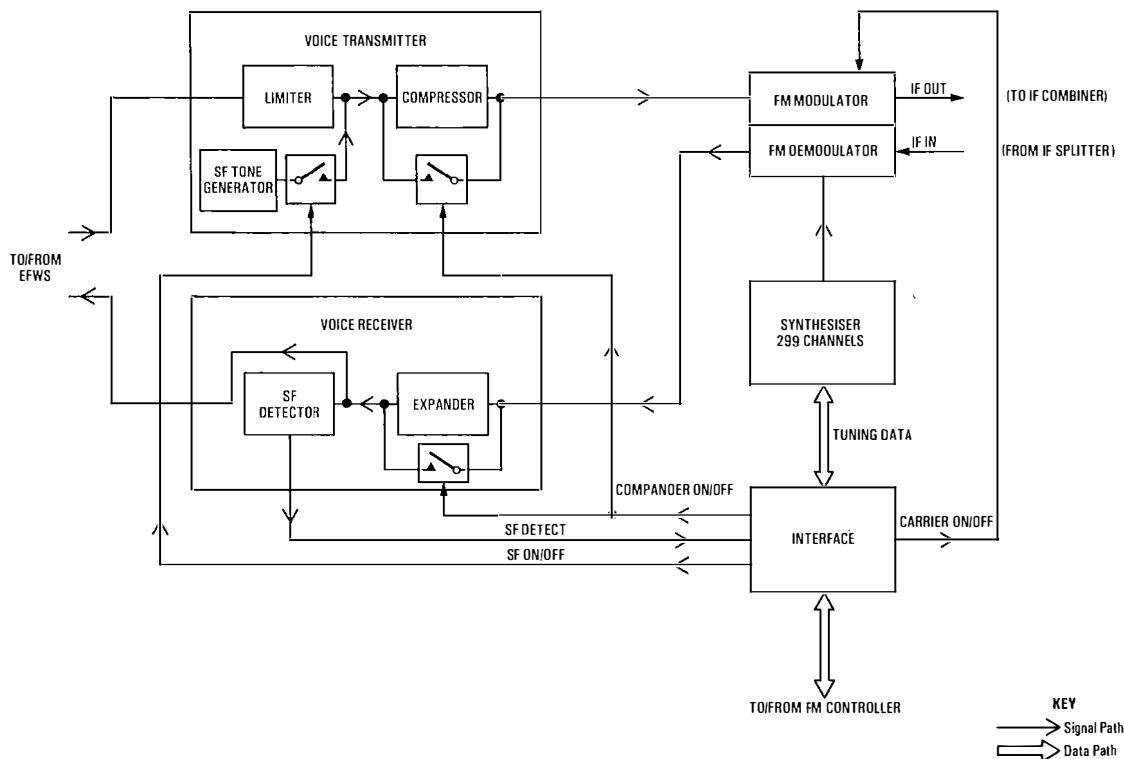 VOICE TRANSMITTER
LIMITER
COMPRESSOR
SF TONE
GENERATOR
FM MODULATOR
IF OUT
(TO IF COMBINER)
FM OEMODULATOR
IF IN
(FROM IF SPLITTER)
TO/FROM
EFWS
VOICE RECEIVER
SF
DETECTOR
EXPANDER
SYNTHESISER
299 CHANNELS
TUNING DATA
COMPANDER ON/OFF
SF DETECT
SF ON/OFF
INTERFACE
CARRIER ON/OFF
TO/FROM FM CONTROLLER
KEY
Signal Path
Data Path